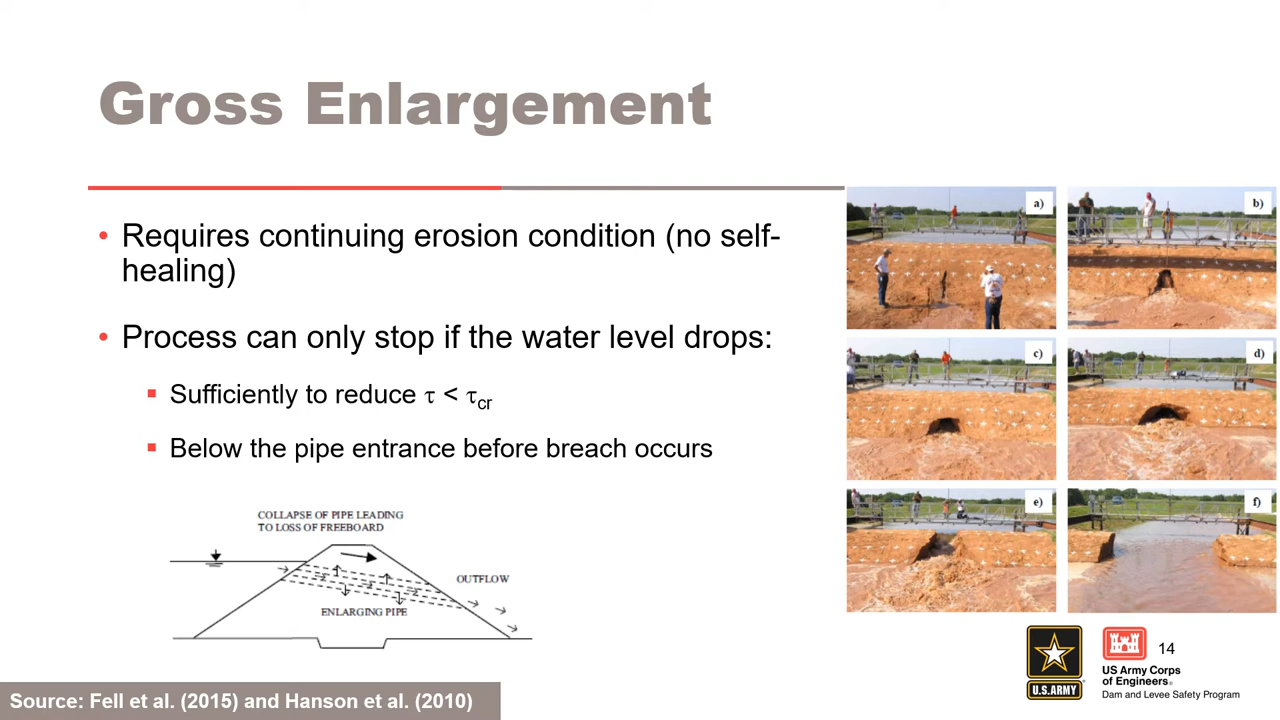 Gross Enlargement
• Requires continuing erosion condition (no self-
healing)
• Process can only stop if the water level drops:
▪ Sufficiently to reduce τ < τcr
▪ Below the pipe entrance before breach occurs
COLLAPSE OF PIPE LEADING
TO LOSS OF FREEBOARD
OUTFLOW
ENLARGING PIPE
a)
b)
c)
d)
e)
f)
U.S.ARMY
14
US Army Corps
of Engineers®
Dam and Levee Safety Program
Source: Fell et al. (2015) and Hanson et al. (2010)